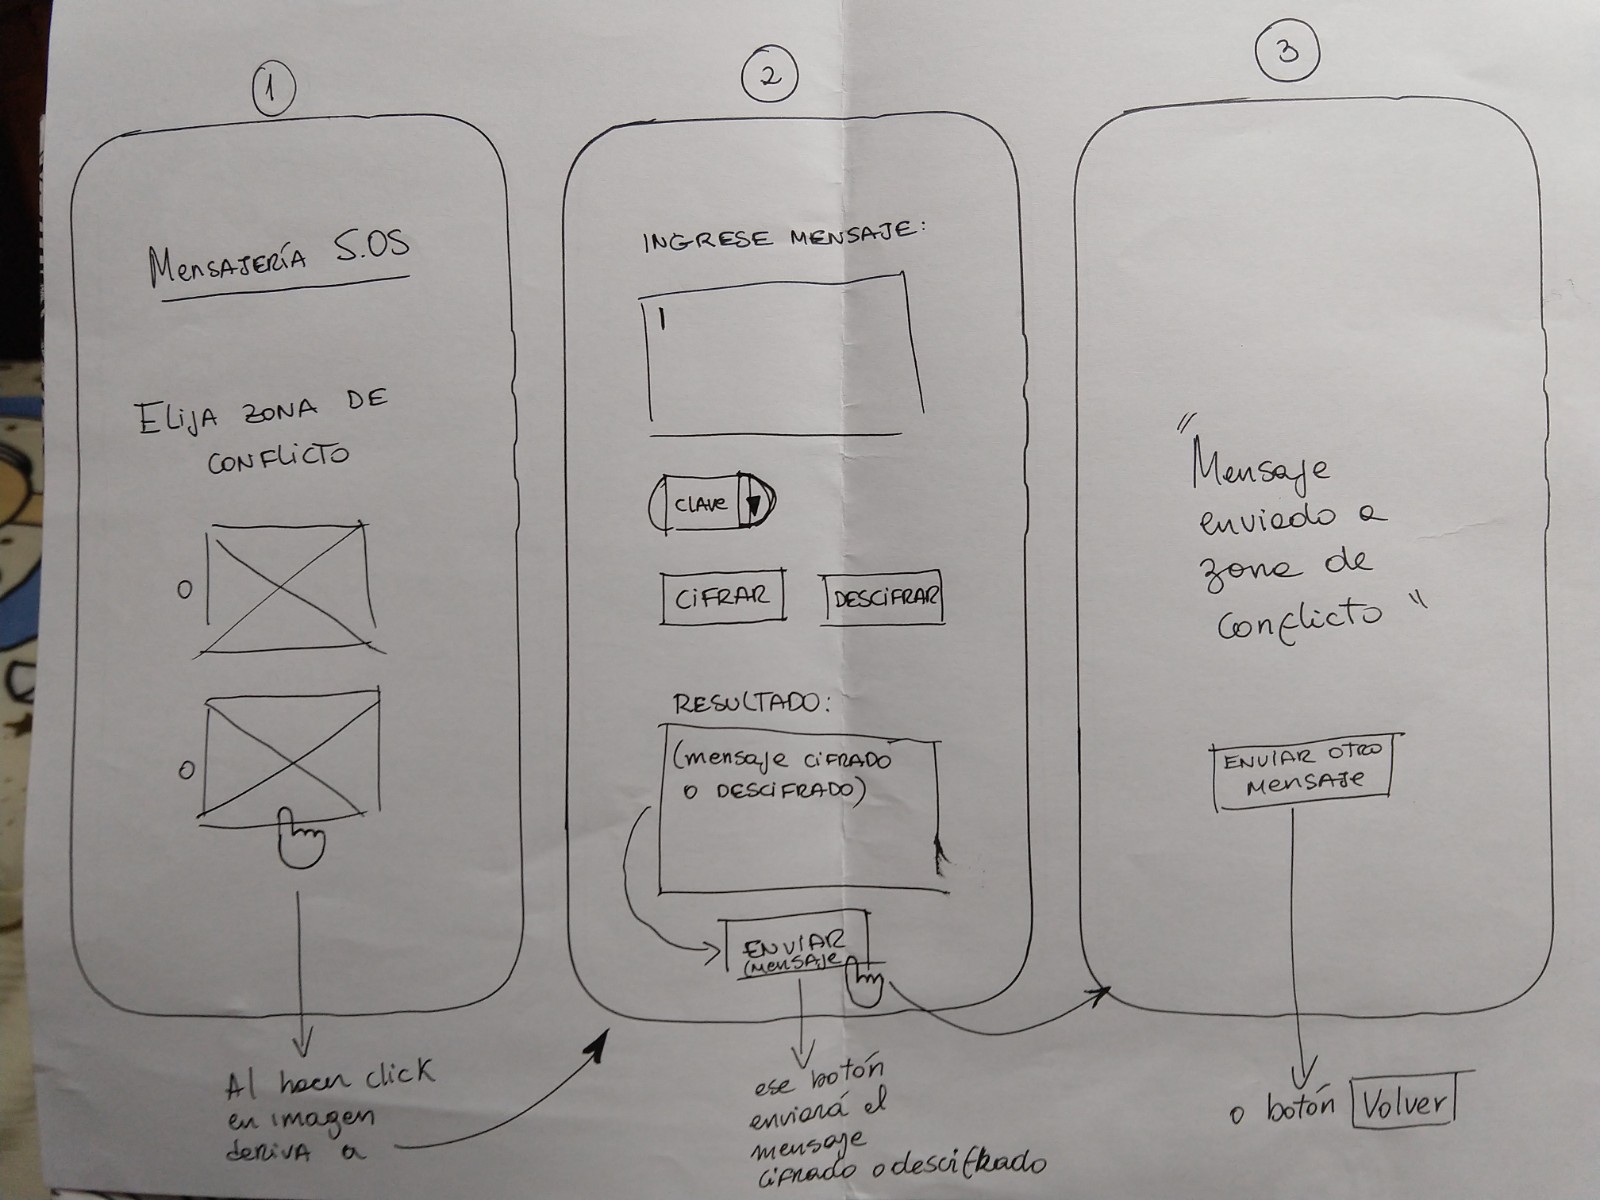 1
Mensajería S.OS
Elija zona de
conflicto
Al hacer click
en imagen
deriva a
2
INGRESE MENSAJE:
CLAVE
CIFRAR
DESCIFRAR
RESULTADO:
(mensaje CIFRADO
O DESCIFRADO)
ENVIAR
(MENSAJE
ese botón
enviará el
mensaje
cifrado o descifrado
3
"Mensaje
enviado a
zona de
conflicto"
ENVIAR OTRO
MENSAJE
o botón Volver